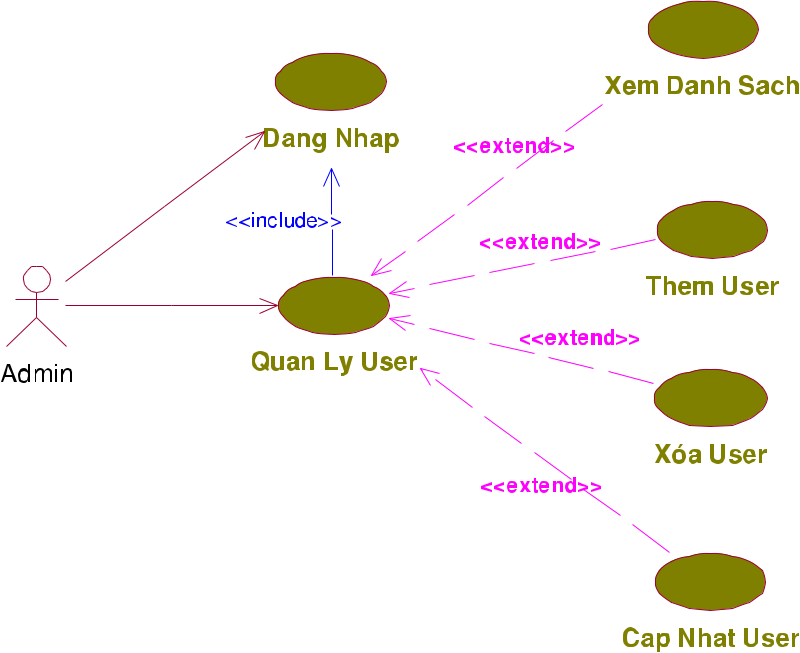 Xem Danh Sach
Dang Nhap
<<extend>>
<<include>>
<<extend>>
Them User
<<extend>>
Quan Ly User
Admin
Xóa User
<<extend>>
Cap Nhat User